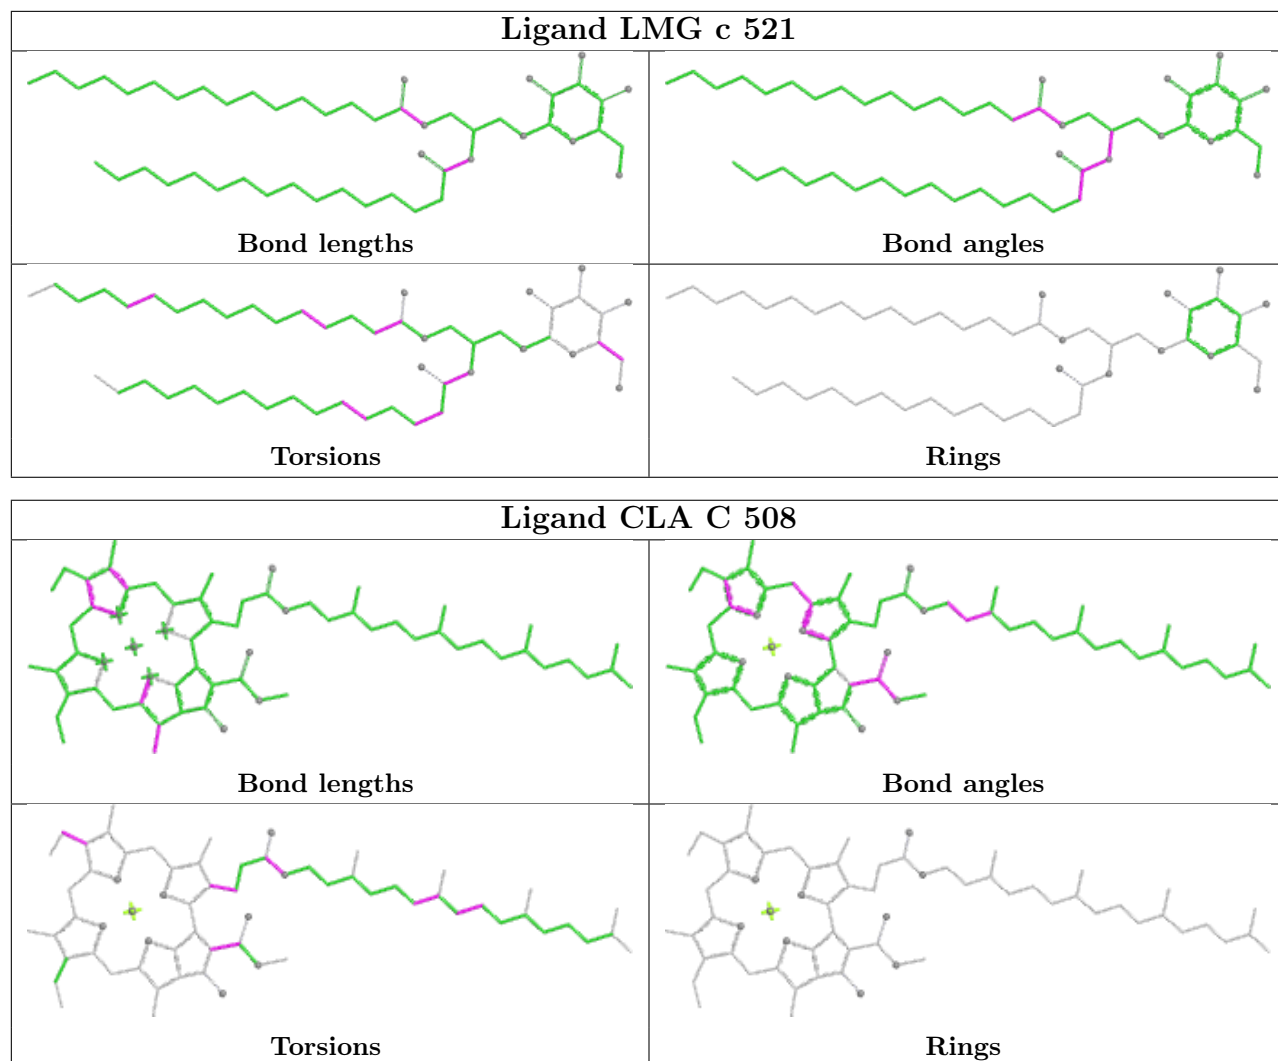 Ligand LMG c 521
Bond lengths
Bond angles
Torsions
Rings
Ligand CLA C 508
Bond lengths
Bond angles
Torsions
Rings